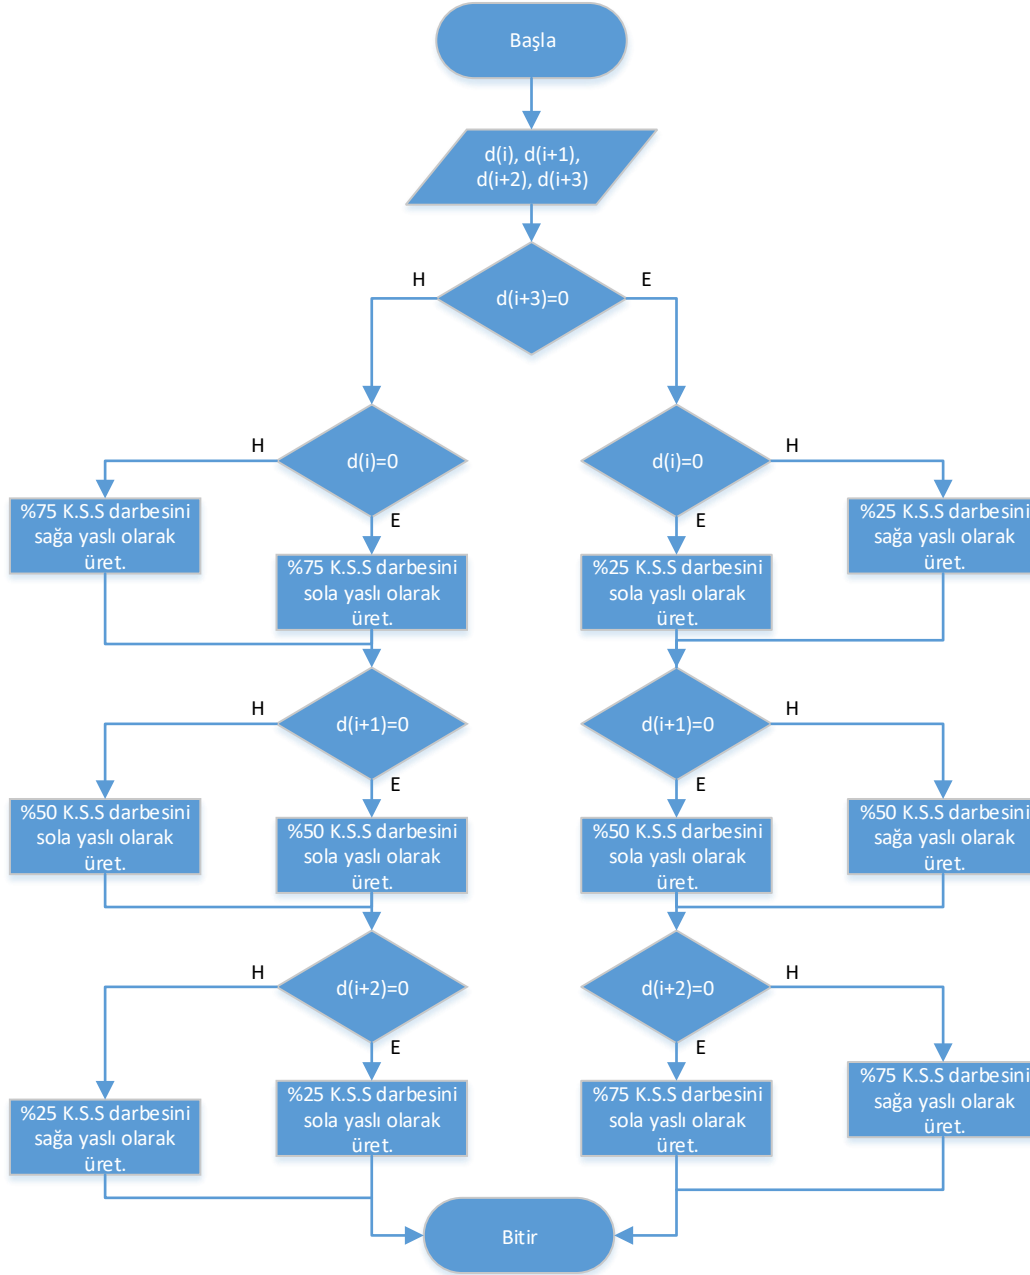 Başla
d(i), d(i+1),
d(i+2), d(i+3)
H
E
d(i+3)=0
H
d(i)=0
E
d(i)=0
H
E
%75 K.S.S darbesini
sağa yaslı olarak
üret.
%75 K.S.S darbesini
sola yaslı olarak
üret.
%25 K.S.S darbesini
sola yaslı olarak
üret.
%25 K.S.S darbesini
sağa yaslı olarak
üret.
H
d(i+1)=0
E
d(i+1)=0
H
E
%50 K.S.S darbesini
sola yaslı olarak
üret.
%50 K.S.S darbesini
sola yaslı olarak
üret.
%50 K.S.S darbesini
sola yaslı olarak
üret.
%50 K.S.S darbesini
sağa yaslı olarak
üret.
H
d(i+2)=0
E
d(i+2)=0
H
E
%25 K.S.S darbesini
sağa yaslı olarak
üret.
%25 K.S.S darbesini
sola yaslı olarak
üret.
%75 K.S.S darbesini
sola yaslı olarak
üret.
%75 K.S.S darbesini
sağa yaslı olarak
üret.
Bitir